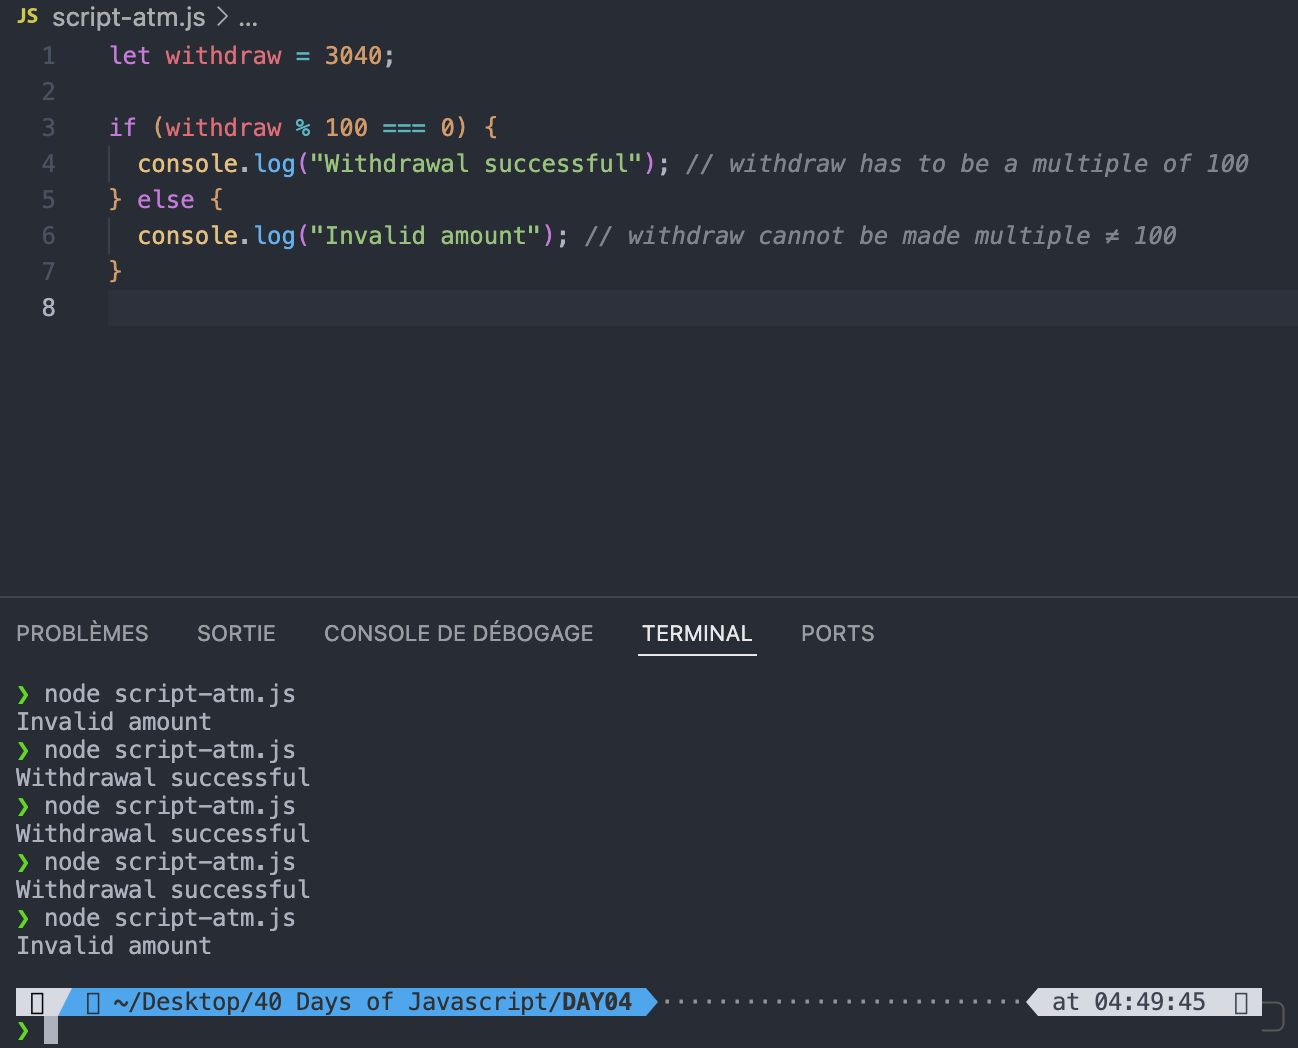 JS script-atm.js > ...
1 let withdraw = 3040;
2
3 if (withdraw % 100 === 0) {
4 console.log("Withdrawal successful"); // withdraw has to be a multiple of 100
5 } else {
6 console.log("Invalid amount"); // withdraw cannot be made multiple ≠ 100
7 }
8
PROBLÈMES SORTIE CONSOLE DE DÉBOGAGE TERMINAL PORTS
❯ node script-atm.js
Invalid amount
❯ node script-atm.js
Withdrawal successful
❯ node script-atm.js
Withdrawal successful
❯ node script-atm.js
Withdrawal successful
❯ node script-atm.js
Invalid amount
~/Desktop/40 Days of Javascript/DAY04 at 04:49:45
❯